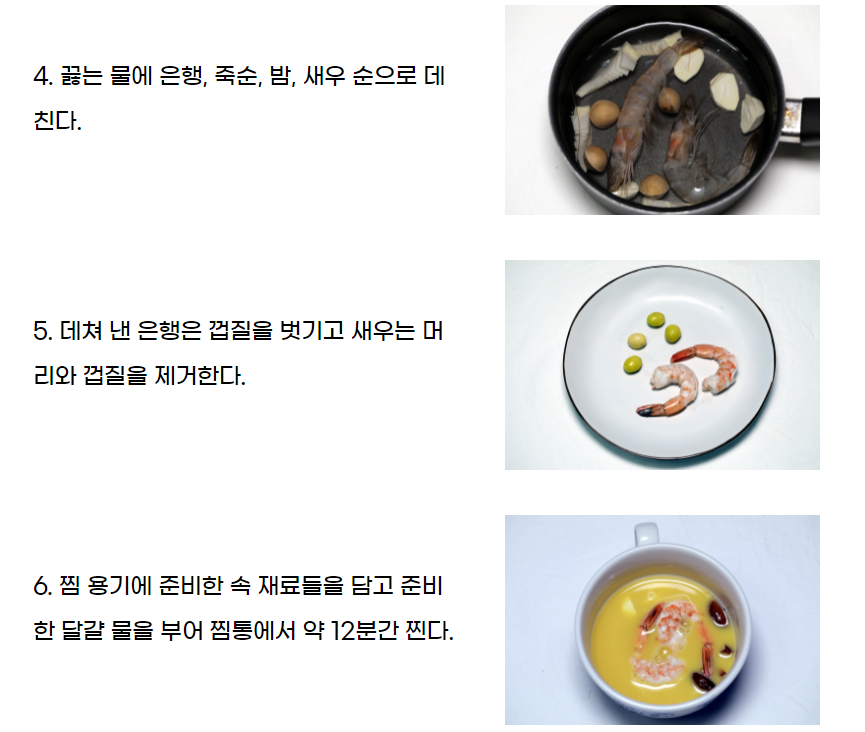 4. 끓는 물에 은행, 죽순, 밤, 새우 순으로 데
친다.
5. 데쳐 낸 은행은 껍질을 벗기고 새우는 머
리와 껍질을 제거한다.
6. 찜 용기에 준비한 속 재료들을 담고 준비
한 달걀 물을 부어 찜통에서 약 12분간 찐다.